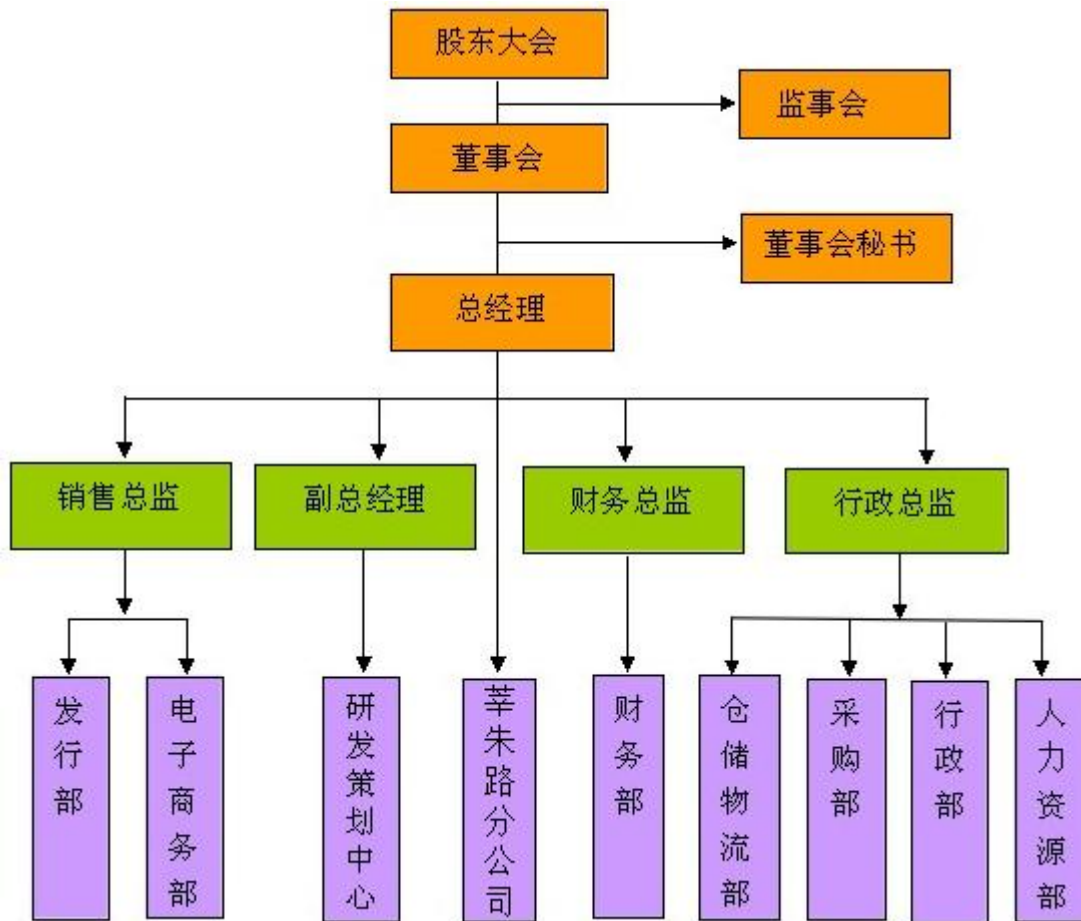 股东大会
监事会
董事会
董事会秘书
总经理
销售总监
副总经理
财务总监
行政总监
发行部
电子商务部
研发策划中心
莘朱路分公司
财务部
仓储物流部
采购部
行政部
人力资源部